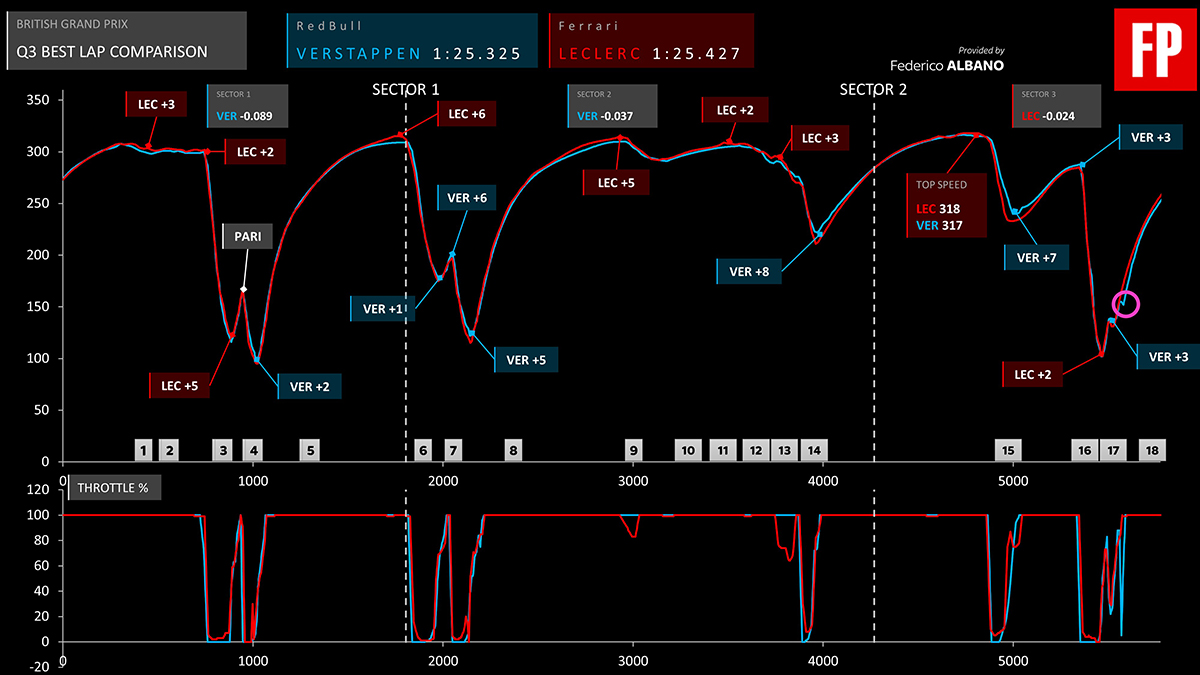 BRITISH GRAND PRIX
Q3 BEST LAP COMPARISON
RedBull
VERSTAPPEN 1:25.325
Ferrari
LECLERC 1:25.427
Provided by
Federico ALBANO
FP
SECTOR 1
SECTOR 2
350
300
250
200
150
100
50
0
LEC +3
SECTOR 1
VER -0.089
LEC +2
LEC +6
SECTOR 2
VER -0.037
LEC +2
LEC +3
SECTOR 3
LEC -0.024
VER +3
LEC +5
VER +6
TOP SPEED
LEC 318
VER 317
PARI
VER +7
VER +8
VER +1
VER +5
VER +3
LEC +5
VER +2
LEC +2
1 2 3 4 5 6 7 8 9 10 11 12 13 14 15 16 17 18
0 1000 2000 3000 4000 5000
THROTTLE %
120
100
80
60
40
20
0
-20
0 1000 2000 3000 4000 5000